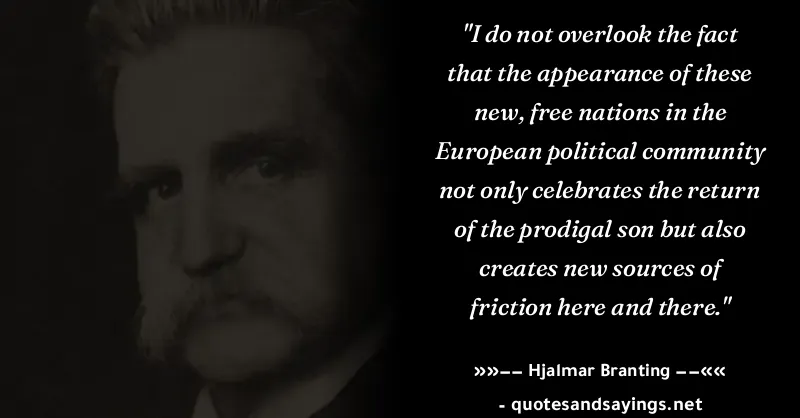 "I do not overlook the fact
that the appearance of these
new, free nations in the
European political community
not only celebrates the return
of the prodigal son but also
creates new sources of
friction here and there."
»»–– Hjalmar Branting ––««
- quotesandsayings.net